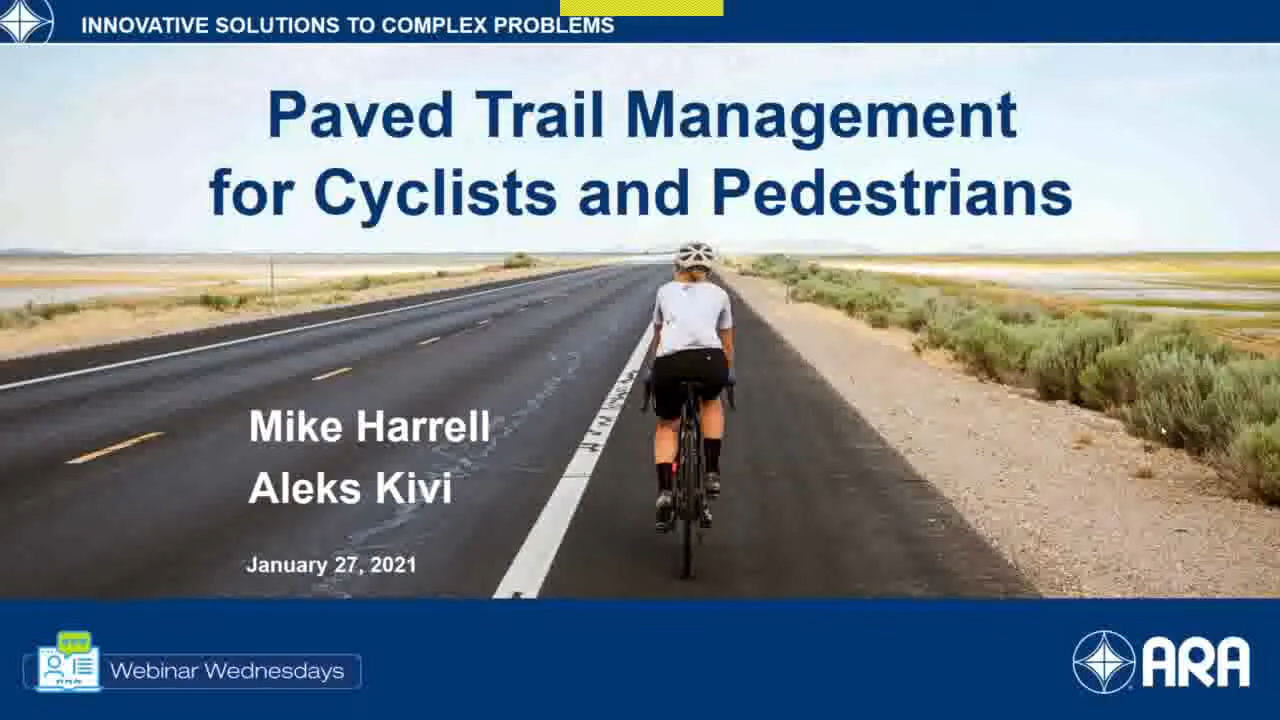 INNOVATIVE SOLUTIONS TO COMPLEX PROBLEMS
Paved Trail Management
for Cyclists and Pedestrians
Mike Harrell
Aleks Kivi
January 27, 2021
Webinar Wednesdays
ARA